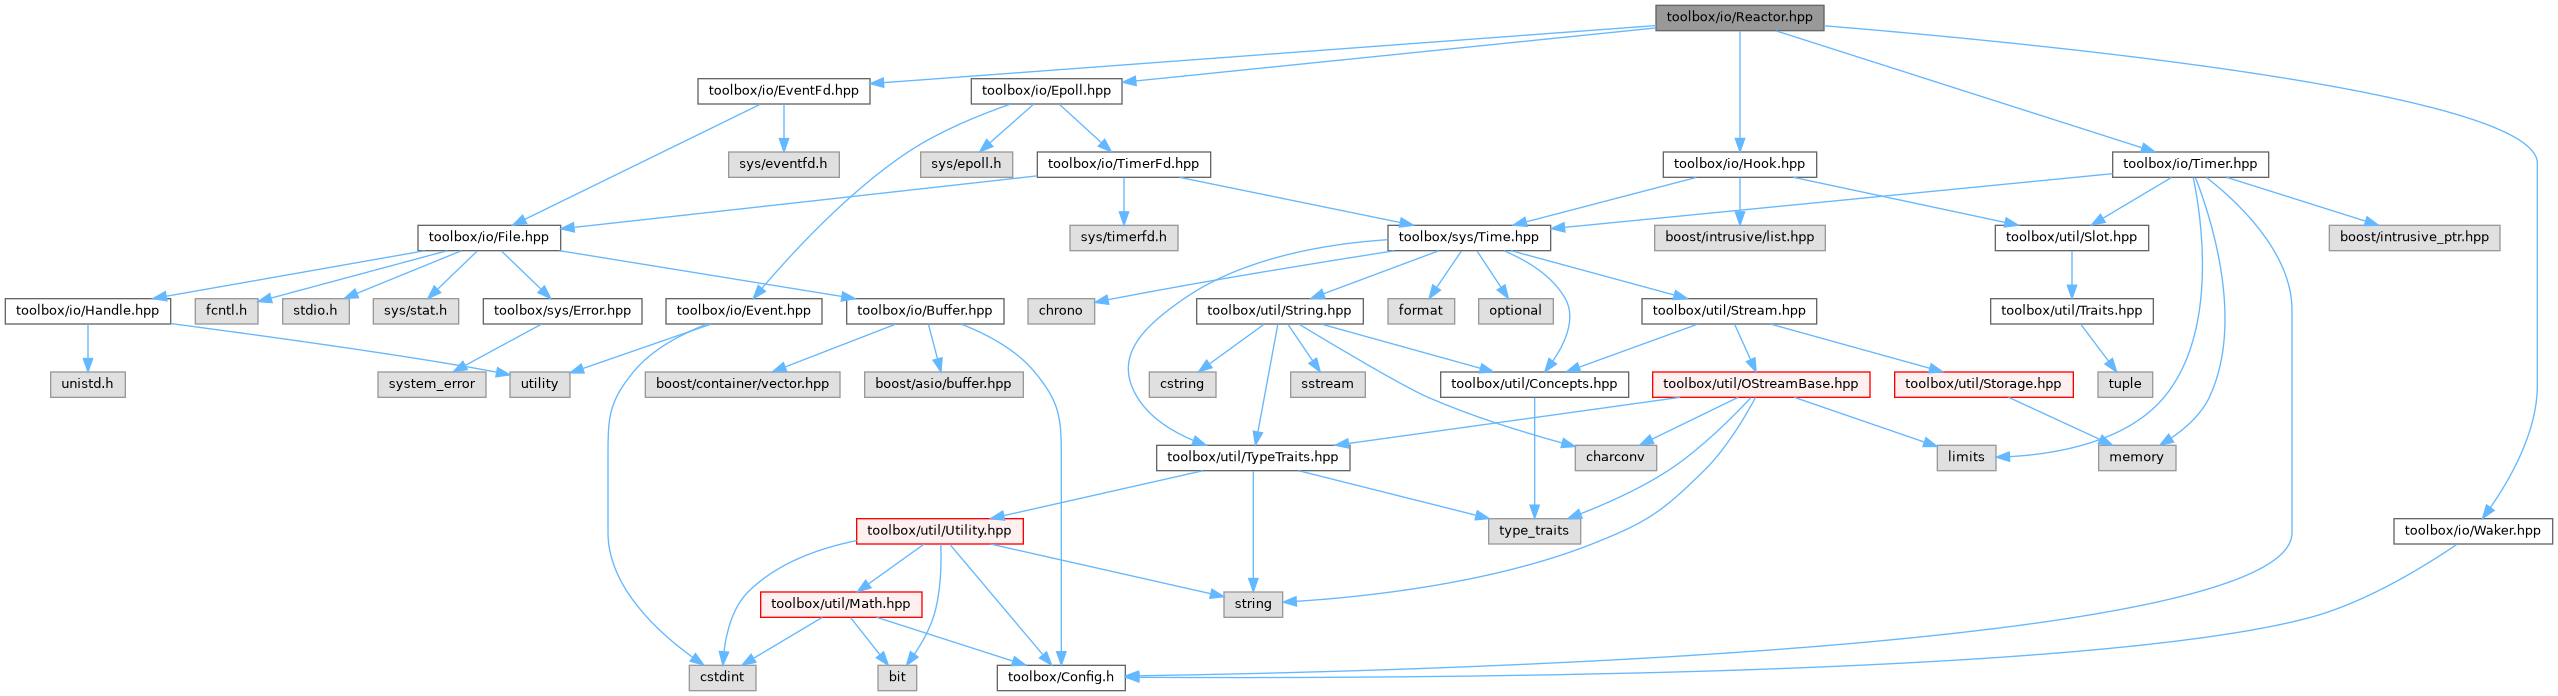 toolbox/io/Reactor.hpp
toolbox/io/EventFd.hpp
toolbox/io/Epoll.hpp
sys/eventfd.h
sys/epoll.h
toolbox/io/TimerFd.hpp
toolbox/io/Hook.hpp
toolbox/io/Timer.hpp
toolbox/io/File.hpp
sys/timerfd.h
toolbox/sys/Time.hpp
boost/intrusive/list.hpp
toolbox/util/Slot.hpp
boost/intrusive_ptr.hpp
toolbox/io/Handle.hpp
fcntl.h
stdio.h
sys/stat.h
toolbox/sys/Error.hpp
toolbox/io/Event.hpp
toolbox/io/Buffer.hpp
chrono
toolbox/util/String.hpp
format
optional
toolbox/util/Stream.hpp
toolbox/util/Traits.hpp
unistd.h
system_error
utility
boost/container/vector.hpp
boost/asio/buffer.hpp
cstring
sstream
toolbox/util/Concepts.hpp
toolbox/util/OStreamBase.hpp
toolbox/util/Storage.hpp
tuple
toolbox/util/TypeTraits.hpp
charconv
limits
memory
toolbox/util/Utility.hpp
type_traits
toolbox/io/Waker.hpp
toolbox/util/Math.hpp
string
cstdint
bit
toolbox/Config.h